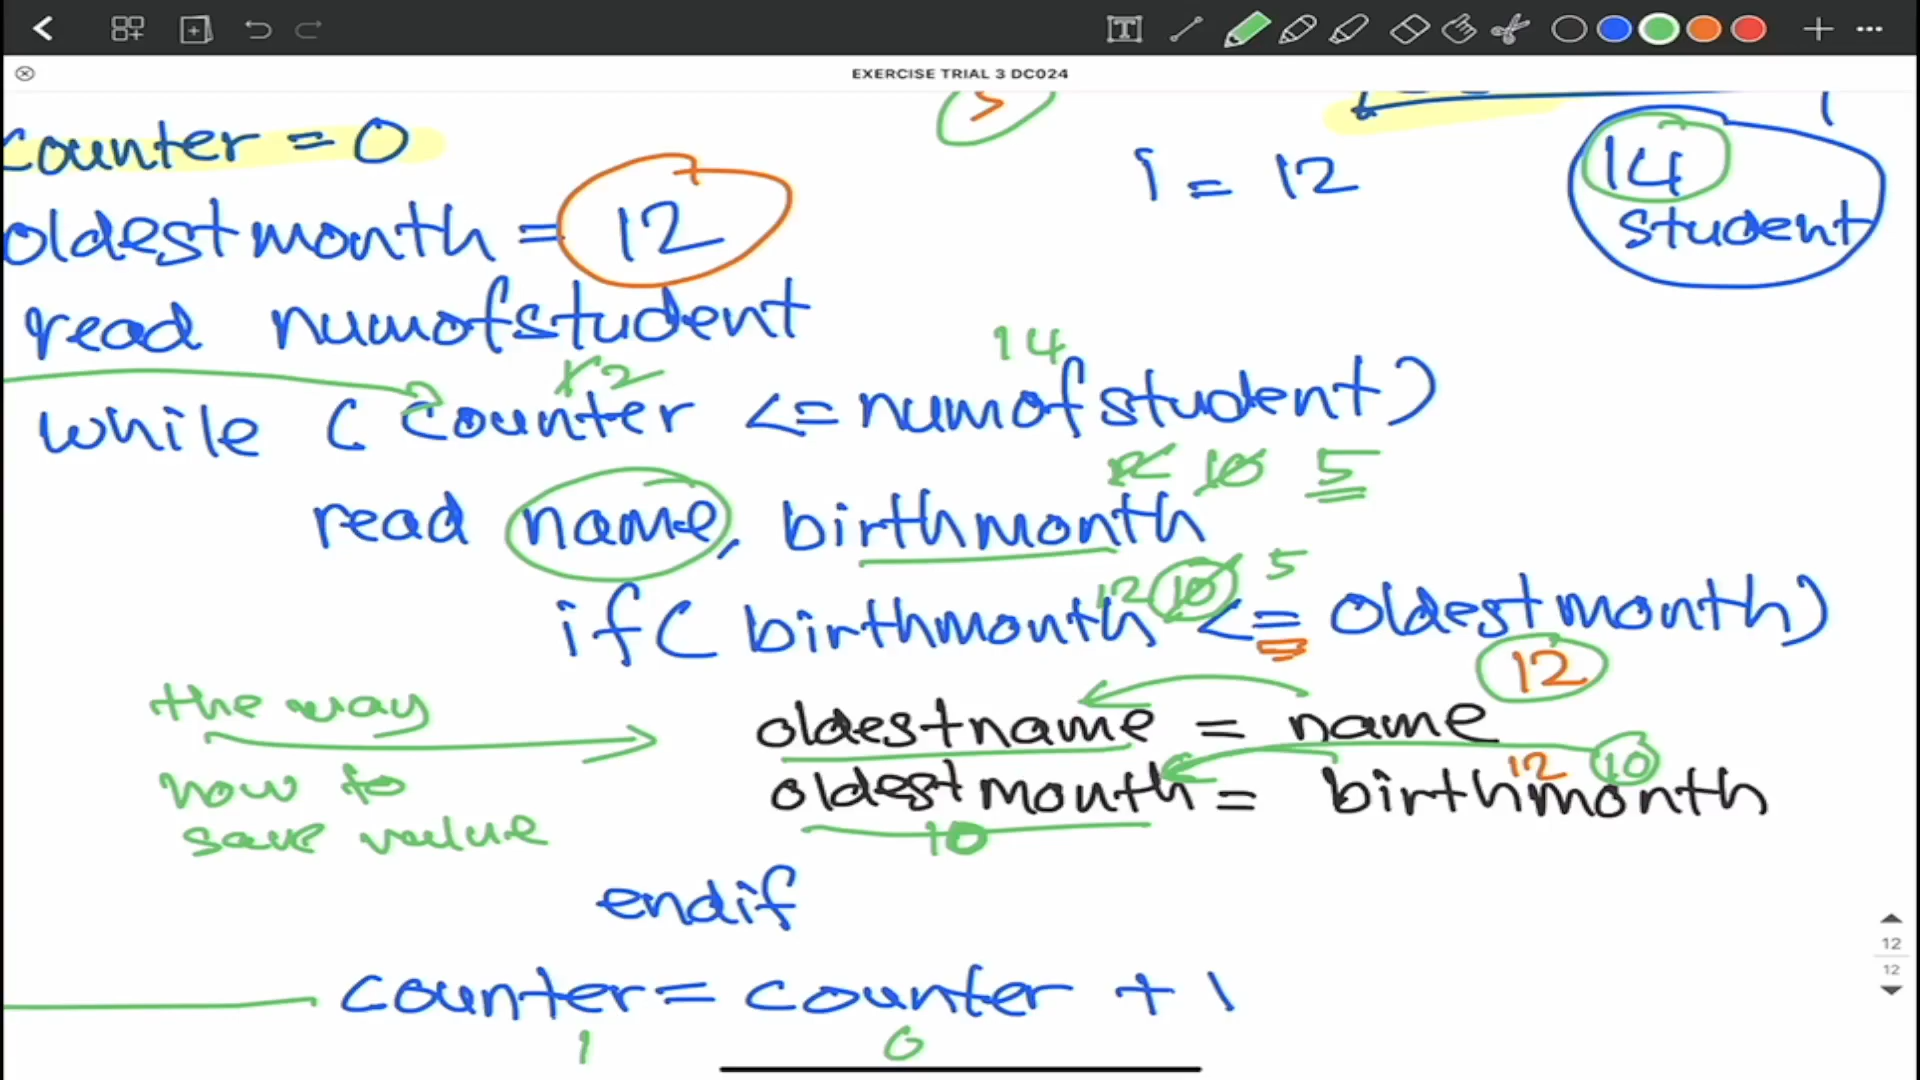 EXERCISE TRIAL 3 DC024
counter = 0
i = 12
14
student
oldestmonth = 12
read numofstudent
2
14
while ( counter <= numofstudent )
12 10 5
read name, birthmonth
12 10 5
if ( birthmonth <= oldestmonth )
12
the way
oldestname = name
12 10
how to
oldestmonth = birthmonth
save value
10
endif
12
12
counter = counter + 1
1 0